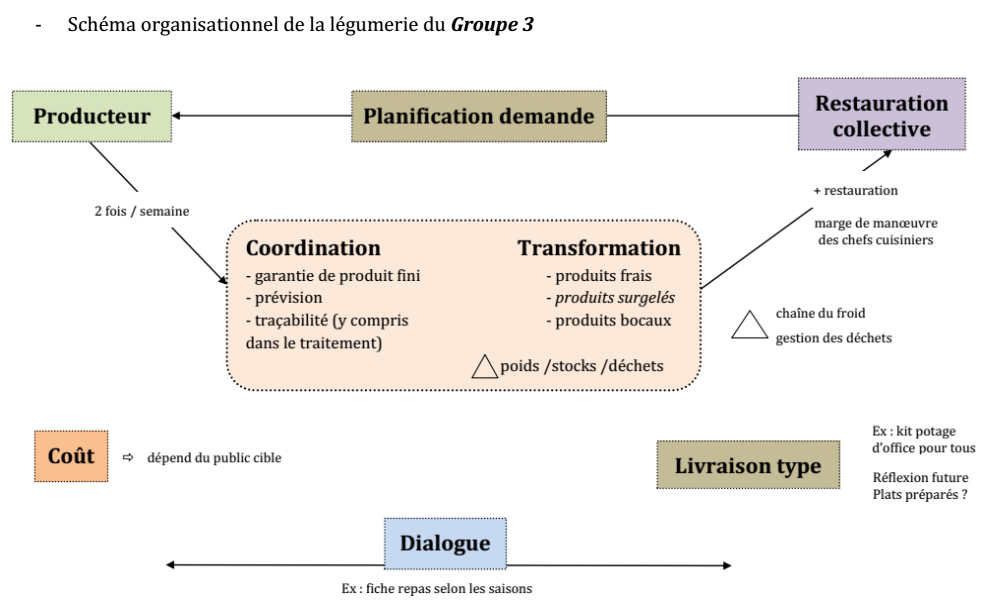 - Schéma organisationnel de la légumerie du Groupe 3
Producteur
Planification demande
Restauration
collective
2 fois / semaine
+ restauration
marge de manœuvre
des chefs cuisiniers
Coordination
- garantie de produit fini
- prévision
- traçabilité (y compris
dans le traitement)
Transformation
- produits frais
- produits surgelés
- produits bocaux
poids /stocks /déchets
chaîne du froid
gestion des déchets
Coût
⇨ dépend du public cible
Livraison type
Ex : kit potage
d'office pour tous
Réflexion future
Plats préparés ?
Dialogue
Ex : fiche repas selon les saisons